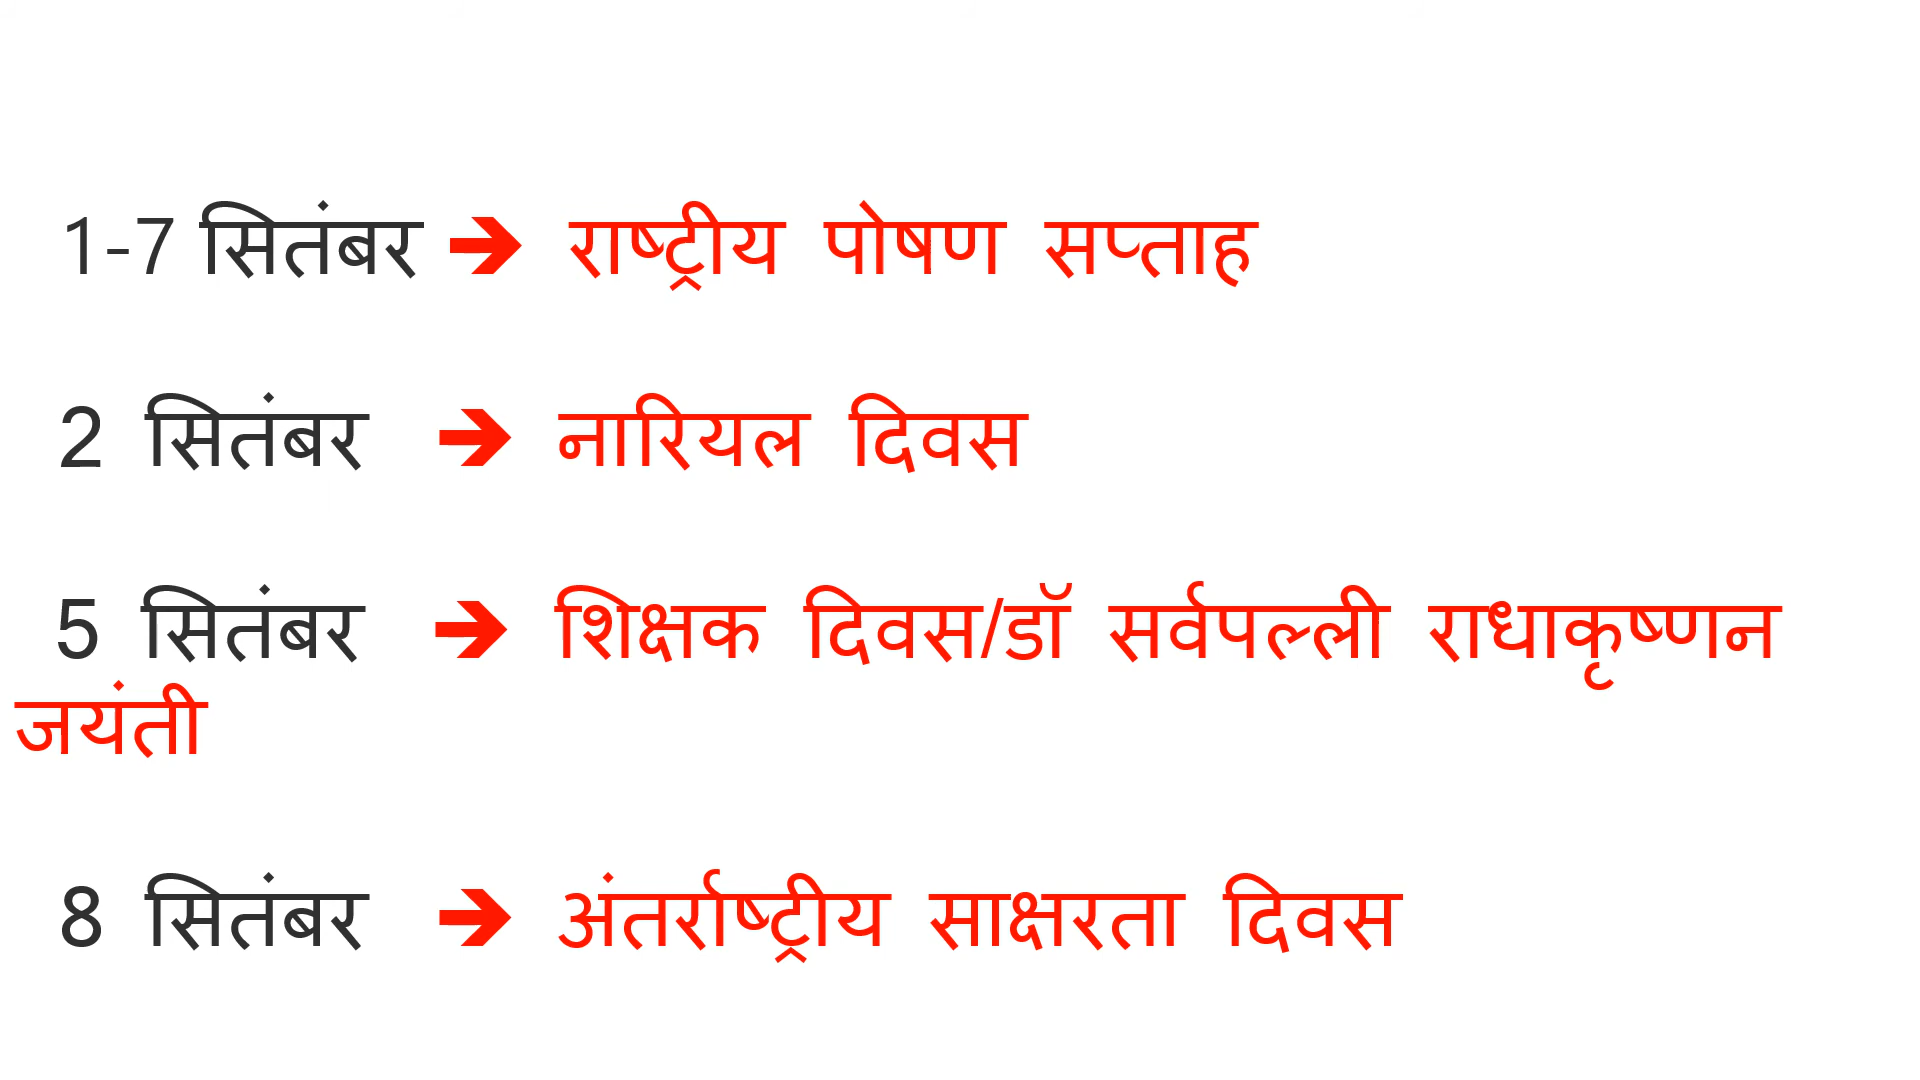 1-7 सितंबर 🡺 राष्ट्रीय पोषण सप्ताह
2 सितंबर 🡺 नारियल दिवस
5 सितंबर 🡺 शिक्षक दिवस/डॉ सर्वपल्ली राधाकृष्णन
जयंती
8 सितंबर 🡺 अंतर्राष्ट्रीय साक्षरता दिवस